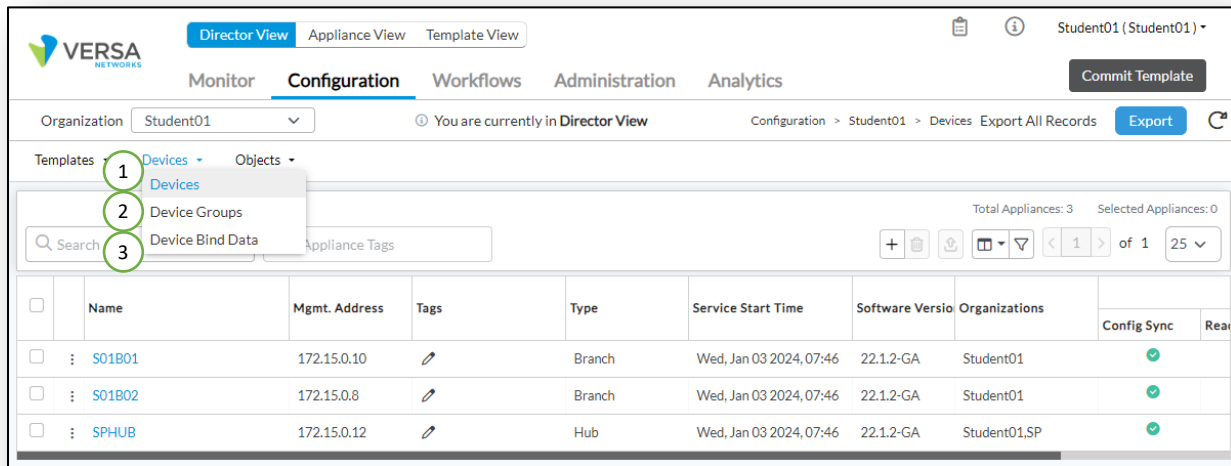 Director View Appliance View Template View Student01 ( Student01 )
VERSA
NETWORKS
Monitor Configuration Workflows Administration Analytics Commit Template
Organization Student01 You are currently in Director View Configuration > Student01 > Devices Export All Records Export
Templates Devices Objects
1 Devices
2 Device Groups
3 Device Bind Data
Total Appliances: 3 Selected Appliances: 0
Search Appliance Tags 1 of 1 25
Name Mgmt. Address Tags Type Service Start Time Software Versio Organizations
Config Sync Rea
S01B01 172.15.0.10 Branch Wed, Jan 03 2024, 07:46 22.1.2-GA Student01
S01B02 172.15.0.8 Branch Wed, Jan 03 2024, 07:46 22.1.2-GA Student01
SPHUB 172.15.0.12 Hub Wed, Jan 03 2024, 07:46 22.1.2-GA Student01,SP